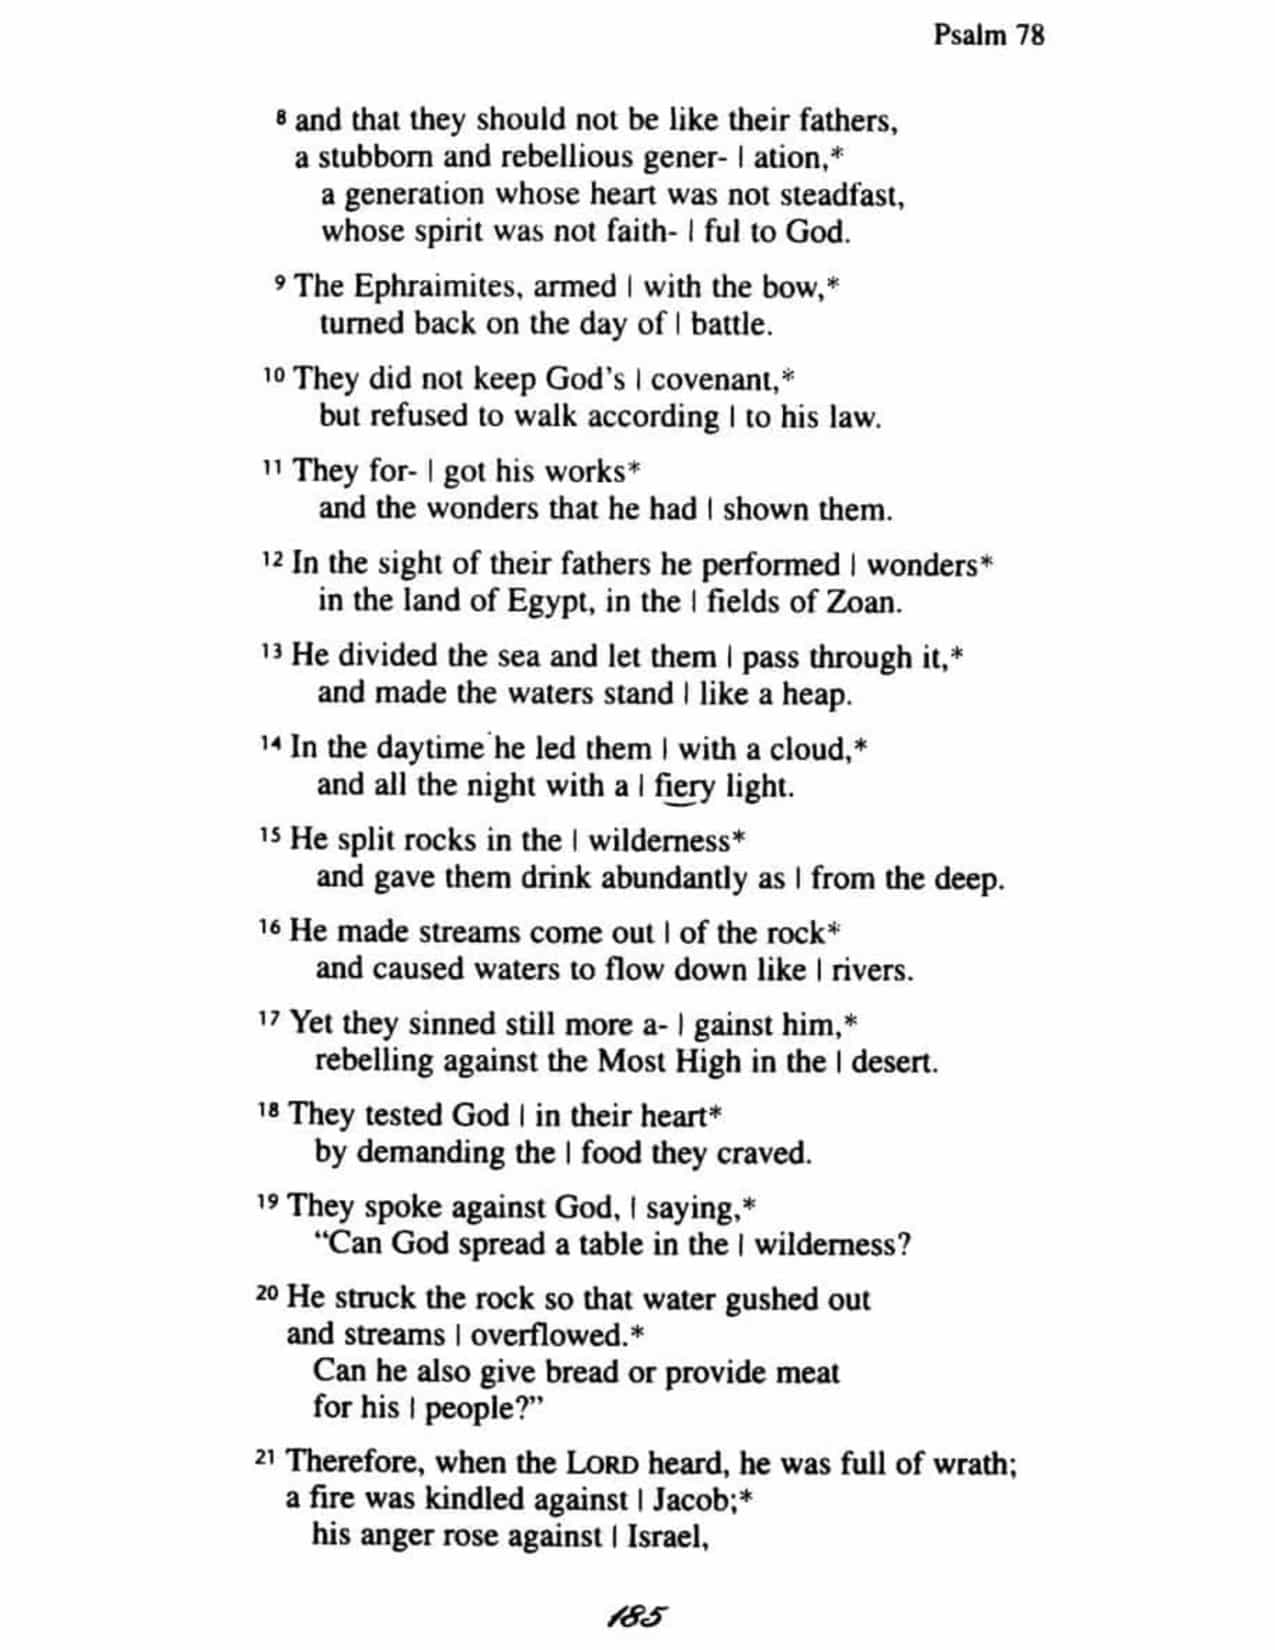 Psalm 78
8 and that they should not be like their fathers,
a stubborn and rebellious gener- | ation,*
a generation whose heart was not steadfast,
whose spirit was not faith- | ful to God.
9 The Ephraimites, armed | with the bow,*
turned back on the day of | battle.
10 They did not keep God's | covenant,*
but refused to walk according | to his law.
11 They for- | got his works*
and the wonders that he had | shown them.
12 In the sight of their fathers he performed | wonders*
in the land of Egypt, in the | fields of Zoan.
13 He divided the sea and let them | pass through it,*
and made the waters stand | like a heap.
14 In the daytime he led them | with a cloud,*
and all the night with a | fiery light.
15 He split rocks in the | wilderness*
and gave them drink abundantly as | from the deep.
16 He made streams come out | of the rock*
and caused waters to flow down like | rivers.
17 Yet they sinned still more a- | gainst him,*
rebelling against the Most High in the | desert.
18 They tested God | in their heart*
by demanding the | food they craved.
19 They spoke against God, | saying,*
“Can God spread a table in the | wilderness?
20 He struck the rock so that water gushed out
and streams | overflowed.*
Can he also give bread or provide meat
for his | people?”
21 Therefore, when the LORD heard, he was full of wrath;
a fire was kindled against | Jacob;*
his anger rose against | Israel,
185